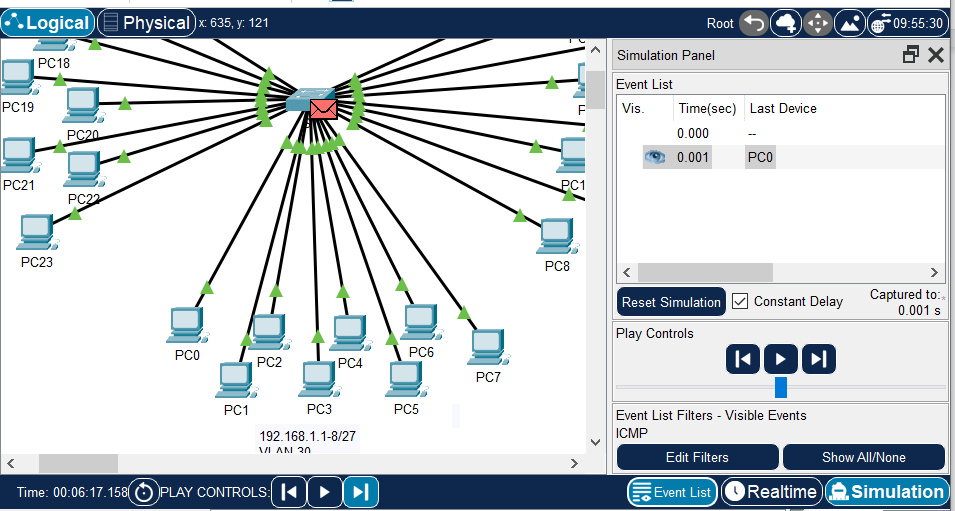 Logical Physical x: 635, y: 121 Root 09:55:30
PC18
PC19
PC20
PC21
PC22
PC23
PC8
PC0
PC2
PC4
PC6
PC7
PC1
PC3
PC5
192.168.1.1-8/27
VLAN 30
Simulation Panel
Event List
Vis. Time(sec) Last Device
0.000 --
0.001 PC0
Reset Simulation Constant Delay Captured to:
0.001 s
Play Controls
Event List Filters - Visible Events
ICMP
Edit Filters Show All/None
Time: 00:06:17.158 PLAY CONTROLS: Event List Realtime Simulation